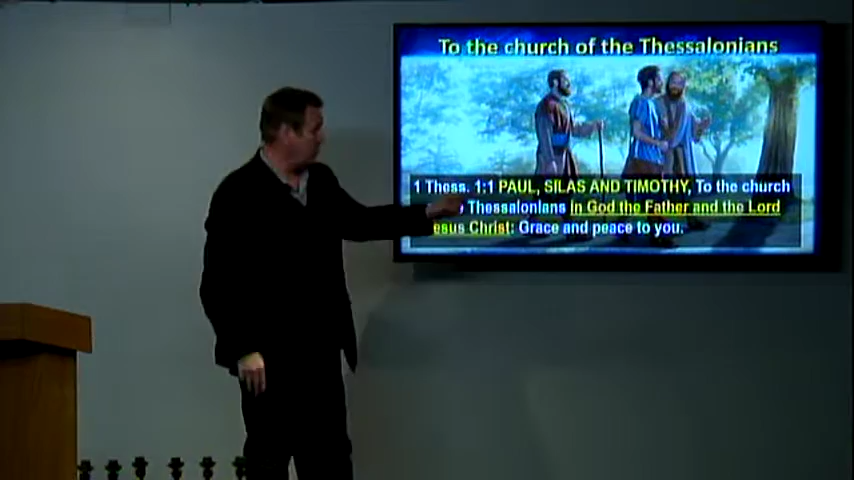 To the church of the Thessalonians
1 Thess. 1:1 PAUL, SILAS AND TIMOTHY, To the church
Thessalonians in God the Father and the Lord
esus Christ: Grace and peace to you.